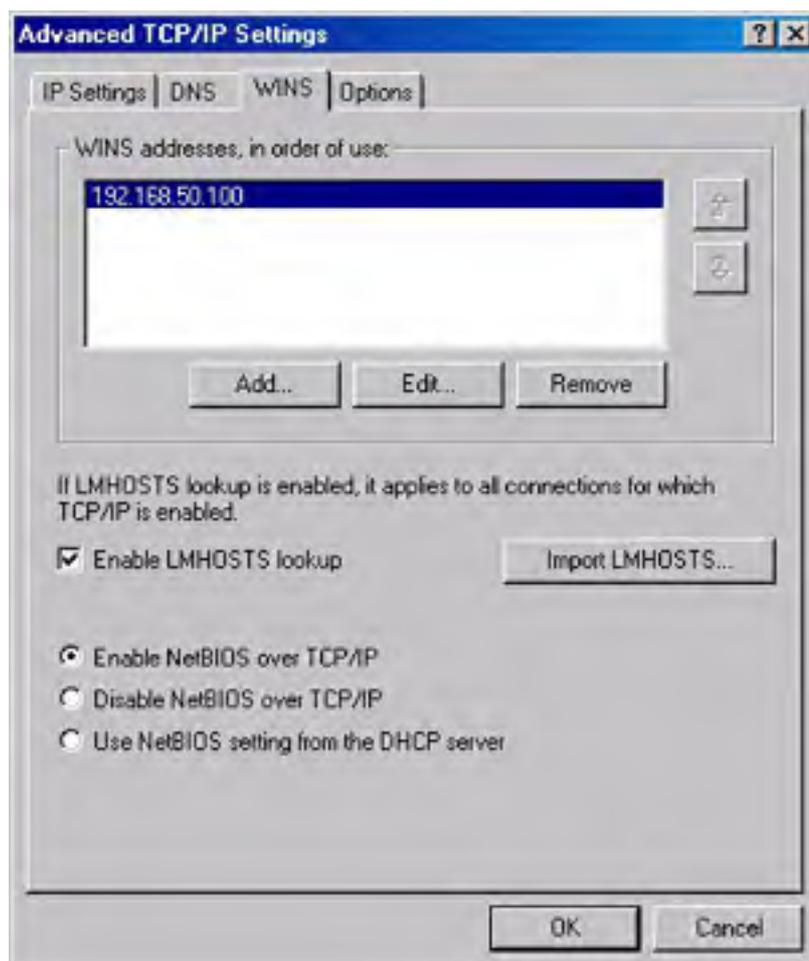 Advanced TCP/IP Settings
IP Settings DNS WINS Options
WINS addresses, in order of use:
192.168.50.100
Add... Edit... Remove
If LMHOSTS lookup is enabled, it applies to all connections for which
TCP/IP is enabled.
Enable LMHOSTS lookup Import LMHOSTS...
Enable NetBIOS over TCP/IP
Disable NetBIOS over TCP/IP
Use NetBIOS setting from the DHCP server
OK Cancel